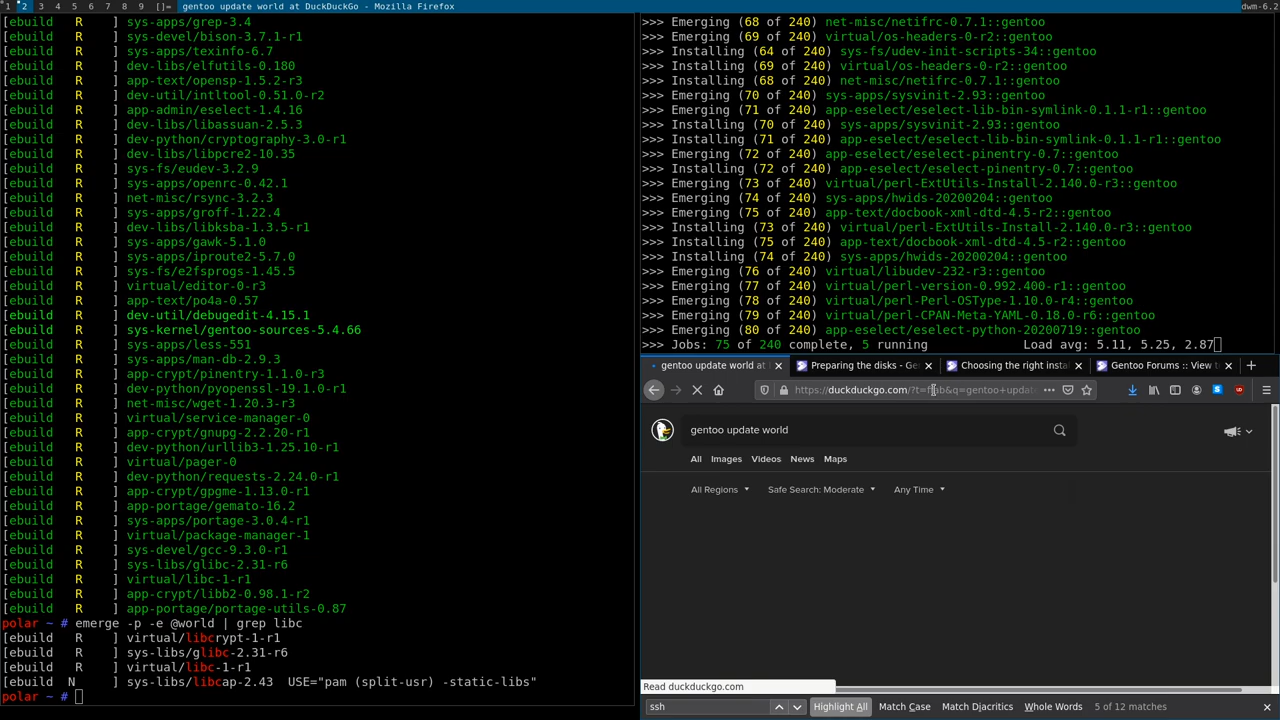 1 2 3 4 5 6 7 8 9 []= gentoo update world at DuckDuckGo - Mozilla Firefox dwm-6.2
[ebuild R ] sys-apps/grep-3.4
[ebuild R ] sys-devel/bison-3.7.1-r1
[ebuild R ] sys-apps/texinfo-6.7
[ebuild R ] dev-libs/elfutils-0.180
[ebuild R ] app-text/opensp-1.5.2-r3
[ebuild R ] dev-util/intltool-0.51.0-r2
[ebuild R ] app-admin/eselect-1.4.16
[ebuild R ] dev-libs/libassuan-2.5.3
[ebuild R ] dev-python/cryptography-3.0-r1
[ebuild R ] dev-libs/libpcre2-10.35
[ebuild R ] sys-fs/eudev-3.2.9
[ebuild R ] sys-apps/openrc-0.42.1
[ebuild R ] net-misc/rsync-3.2.3
[ebuild R ] sys-apps/groff-1.22.4
[ebuild R ] dev-libs/libksba-1.3.5-r1
[ebuild R ] sys-apps/gawk-5.1.0
[ebuild R ] sys-apps/iproute2-5.7.0
[ebuild R ] sys-fs/e2fsprogs-1.45.5
[ebuild R ] virtual/editor-0-r3
[ebuild R ] app-text/po4a-0.57
[ebuild R ] dev-util/debugedit-4.15.1
[ebuild R ] sys-kernel/gentoo-sources-5.4.66
[ebuild R ] sys-apps/less-551
[ebuild R ] sys-apps/man-db-2.9.3
[ebuild R ] app-crypt/pinentry-1.1.0-r3
[ebuild R ] dev-python/pyopenssl-19.1.0-r1
[ebuild R ] net-misc/wget-1.20.3-r3
[ebuild R ] virtual/service-manager-0
[ebuild R ] app-crypt/gnupg-2.2.20-r1
[ebuild R ] dev-python/urllib3-1.25.10-r1
[ebuild R ] virtual/pager-0
[ebuild R ] dev-python/requests-2.24.0-r1
[ebuild R ] app-crypt/gpgme-1.13.0-r1
[ebuild R ] app-portage/gemato-16.2
[ebuild R ] sys-apps/portage-3.0.4-r1
[ebuild R ] virtual/package-manager-1
[ebuild R ] sys-devel/gcc-9.3.0-r1
[ebuild R ] sys-libs/glibc-2.31-r6
[ebuild R ] virtual/libc-1-r1
[ebuild R ] app-crypt/libb2-0.98.1-r2
[ebuild R ] app-portage/portage-utils-0.87
polar ~ # emerge -p -e @world | grep libc
[ebuild R ] virtual/libcrypt-1-r1
[ebuild R ] sys-libs/glibc-2.31-r6
[ebuild R ] virtual/libc-1-r1
[ebuild N ] sys-libs/libcap-2.43 USE="pam (split-usr) -static-libs"
polar ~ #
>>> Emerging (68 of 240) net-misc/netifrc-0.7.1::gentoo
>>> Emerging (69 of 240) virtual/os-headers-0-r2::gentoo
>>> Installing (64 of 240) sys-fs/udev-init-scripts-34::gentoo
>>> Installing (69 of 240) virtual/os-headers-0-r2::gentoo
>>> Installing (68 of 240) net-misc/netifrc-0.7.1::gentoo
>>> Emerging (70 of 240) sys-apps/sysvinit-2.93::gentoo
>>> Emerging (71 of 240) app-eselect/eselect-lib-bin-symlink-0.1.1-r1::gentoo
>>> Installing (70 of 240) sys-apps/sysvinit-2.93::gentoo
>>> Installing (71 of 240) app-eselect/eselect-lib-bin-symlink-0.1.1-r1::gentoo
>>> Emerging (72 of 240) app-eselect/eselect-pinentry-0.7::gentoo
>>> Installing (72 of 240) app-eselect/eselect-pinentry-0.7::gentoo
>>> Emerging (73 of 240) virtual/perl-ExtUtils-Install-2.140.0-r3::gentoo
>>> Emerging (74 of 240) sys-apps/hwids-20200204::gentoo
>>> Emerging (75 of 240) app-text/docbook-xml-dtd-4.5-r2::gentoo
>>> Installing (73 of 240) virtual/perl-ExtUtils-Install-2.140.0-r3::gentoo
>>> Installing (75 of 240) app-text/docbook-xml-dtd-4.5-r2::gentoo
>>> Installing (74 of 240) sys-apps/hwids-20200204::gentoo
>>> Emerging (76 of 240) virtual/libudev-232-r3::gentoo
>>> Emerging (77 of 240) virtual/perl-version-0.992.400-r1::gentoo
>>> Emerging (78 of 240) virtual/perl-Perl-OSType-1.10.0-r4::gentoo
>>> Emerging (79 of 240) virtual/perl-CPAN-Meta-YAML-0.18.0-r6::gentoo
>>> Emerging (80 of 240) app-eselect/eselect-python-20200719::gentoo
>>> Jobs: 75 of 240 complete, 5 running Load avg: 5.11, 5.25, 2.87
gentoo update world at Preparing the disks - Ge Choosing the right insta Gentoo Forums :: View t
https://duckduckgo.com/?t=ffab&q=gentoo+updat
gentoo update world
All Images Videos News Maps
All Regions Safe Search: Moderate Any Time
Read duckduckgo.com
ssh Highlight All Match Case Match Diacritics Whole Words 5 of 12 matches